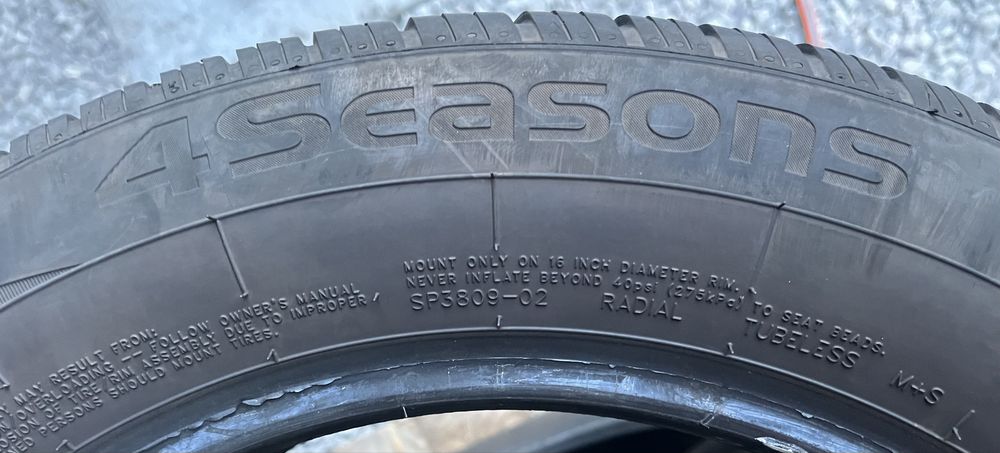 4Seasons
MOUNT ONLY ON 16 INCH DIAMETER RIM.
NEVER INFLATE BEYOND 40psi (275kPa) TO SEAT BEADS.
SP3809-02 RADIAL TUBELESS M+S
MAY RESULT FROM:
OVERLOADING -- FOLLOW OWNER'S MANUAL
OF TIRE/RIM ASSEMBLY DUE TO IMPROPER
PERSONS SHOULD MOUNT TIRES.